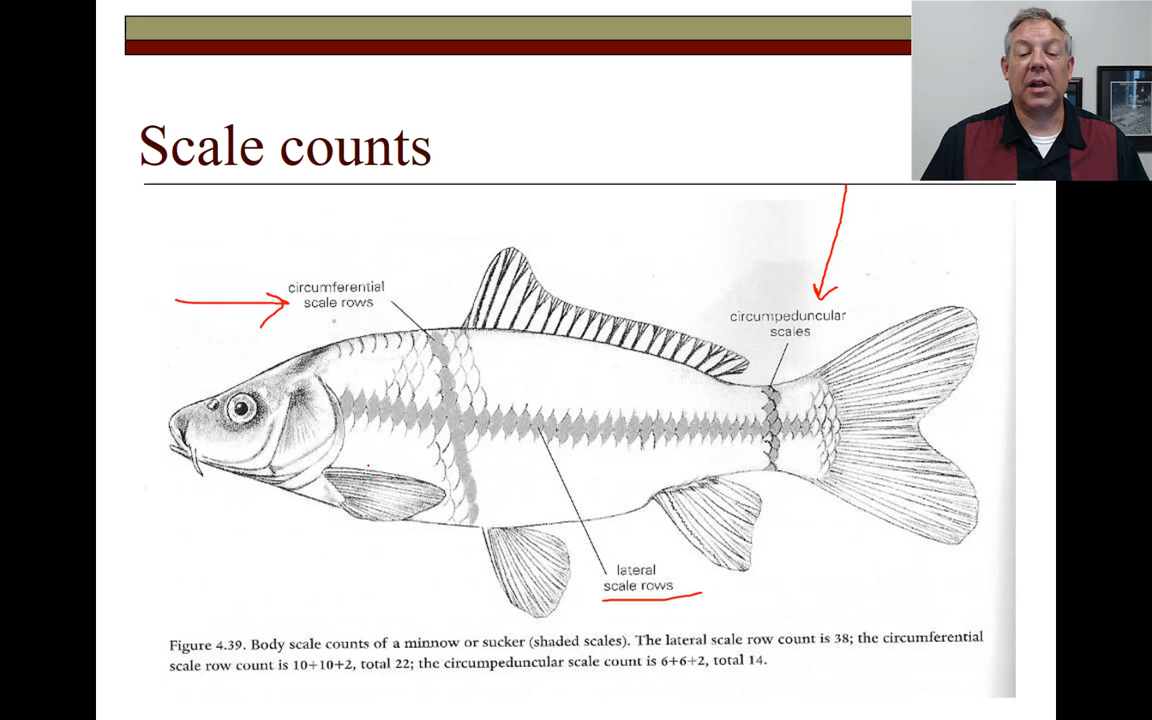 Scale counts
circumferential
scale rows
circumpeduncular
scales
lateral
scale rows
Figure 4.39. Body scale counts of a minnow or sucker (shaded scales). The lateral scale row count is 38; the circumferential
scale row count is 10+10+2, total 22; the circumpeduncular scale count is 6+6+2, total 14.